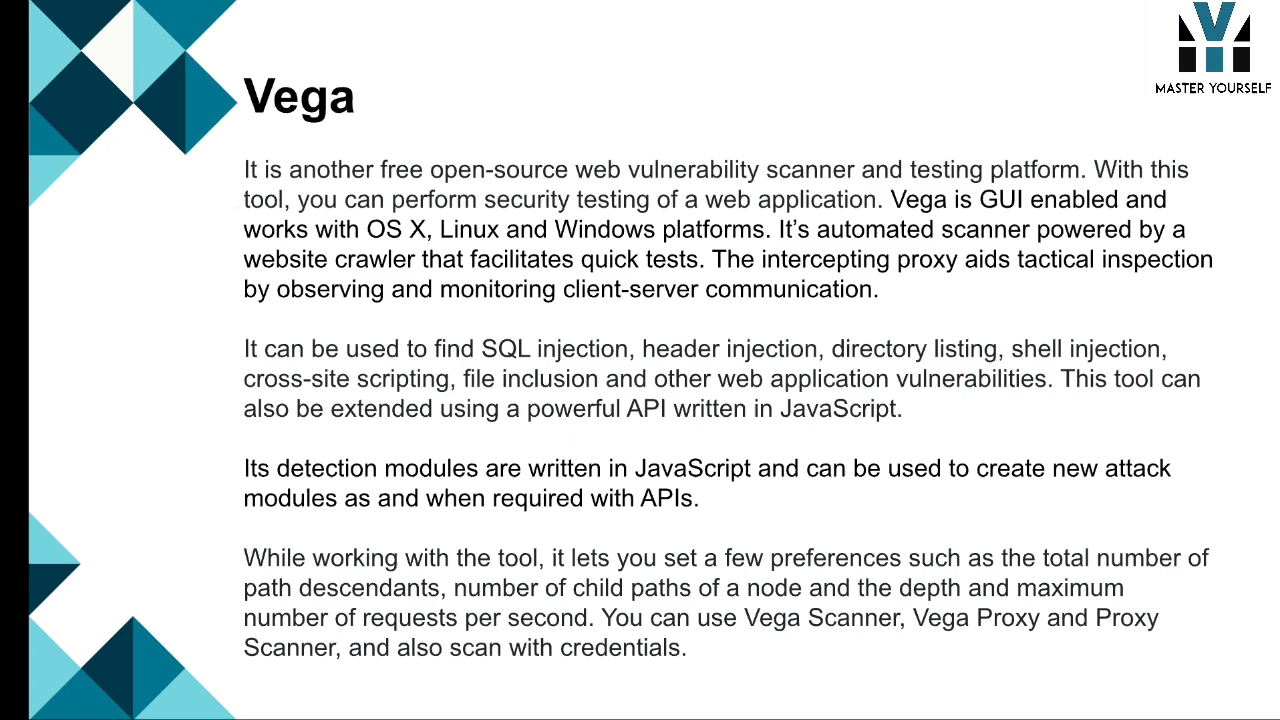 MASTER YOURSELF
Vega
It is another free open-source web vulnerability scanner and testing platform. With this
tool, you can perform security testing of a web application. Vega is GUI enabled and
works with OS X, Linux and Windows platforms. It’s automated scanner powered by a
website crawler that facilitates quick tests. The intercepting proxy aids tactical inspection
by observing and monitoring client-server communication.
It can be used to find SQL injection, header injection, directory listing, shell injection,
cross-site scripting, file inclusion and other web application vulnerabilities. This tool can
also be extended using a powerful API written in JavaScript.
Its detection modules are written in JavaScript and can be used to create new attack
modules as and when required with APIs.
While working with the tool, it lets you set a few preferences such as the total number of
path descendants, number of child paths of a node and the depth and maximum
number of requests per second. You can use Vega Scanner, Vega Proxy and Proxy
Scanner, and also scan with credentials.